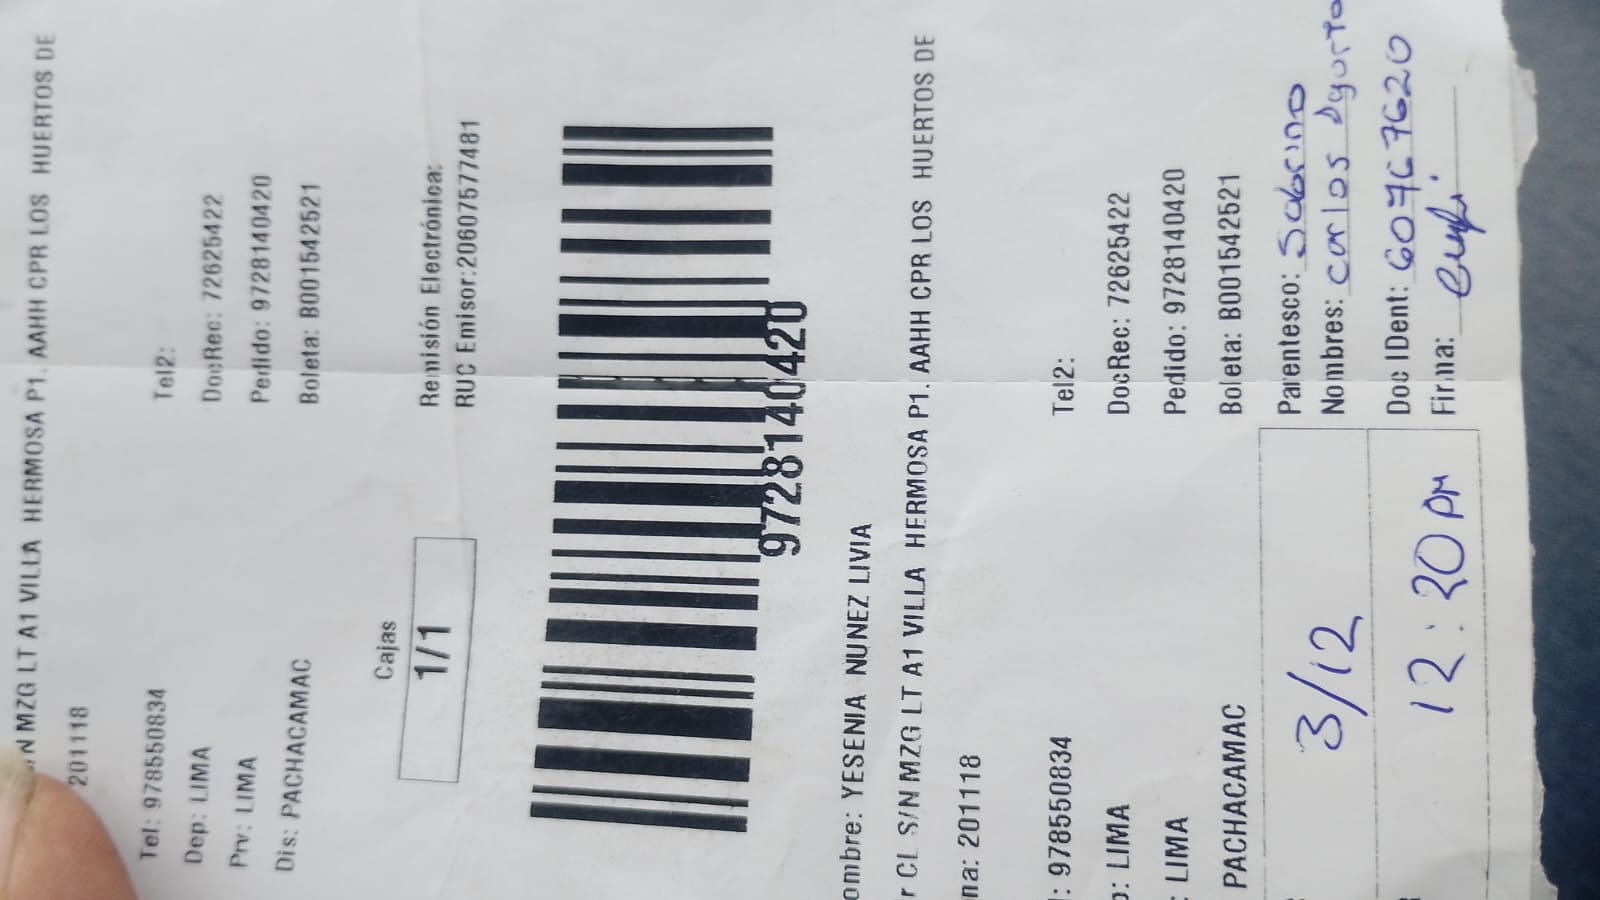 N MZG LT A1 VILLA HERMOSA P1. AAHH CPR LOS HUERTOS DE
201118
Tel: 978550834 Tel2:
Dep: LIMA DocRec: 72625422
Prv: LIMA Pedido: 9728140420
Dis: PACHACAMAC Boleta: B001542521
Cajas
1/1
Remisión Electrónica:
RUC Emisor:20607577481
9728140420
ombre: YESENIA NUNEZ LIVIA
r CL S/N MZG LT A1 VILLA HERMOSA P1. AAHH CPR LOS HUERTOS DE
na: 201118
: 978550834 Tel2:
: LIMA DocRec: 72625422
: LIMA Pedido: 9728140420
PACHACAMAC Boleta: B001542521
3/12
Parentesco: Sobrino
Nombres: Carlos Agurto
12:20 PM
Doc IDent: 60767620
Firma: